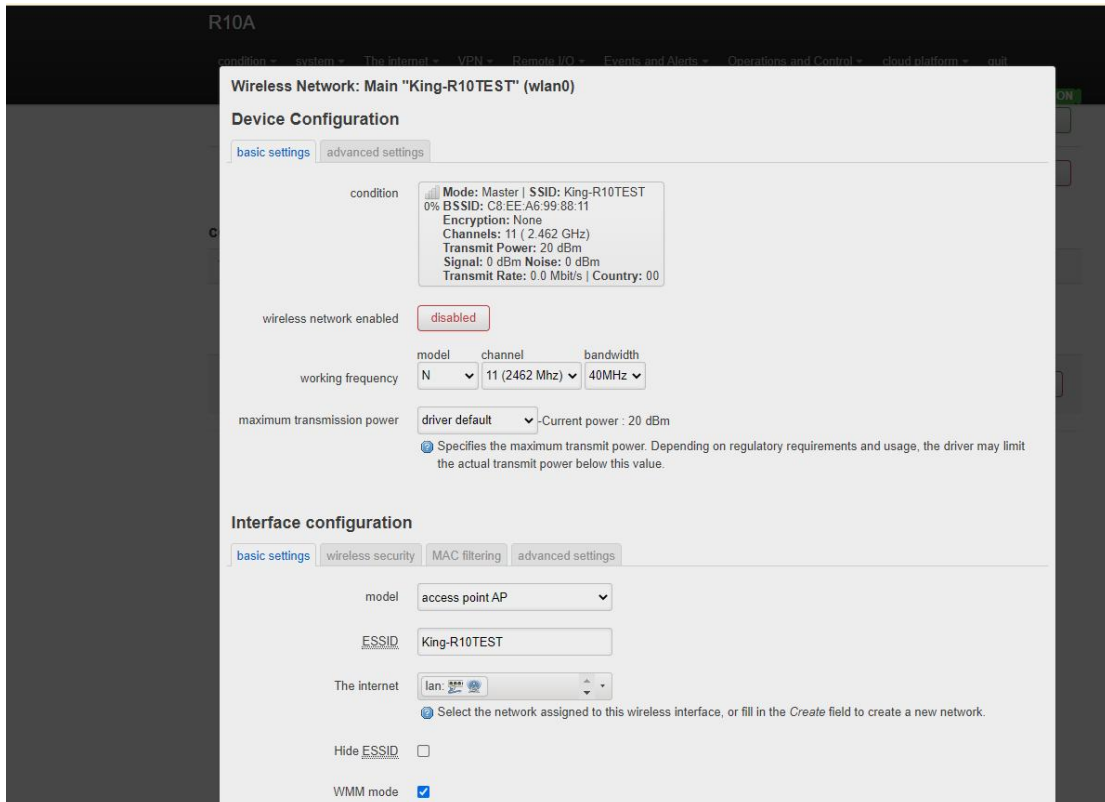 R10A
condition system The internet VPN Remote I/O Events and Alerts Operations and Control cloud platform quit
Wireless Network: Main "King-R10TEST" (wlan0)
ON
Device Configuration
basic settings advanced settings
condition
Mode: Master | SSID: King-R10TEST
0% BSSID: C8:EE:A6:99:88:11
Encryption: None
Channels: 11 ( 2.462 GHz)
Transmit Power: 20 dBm
Signal: 0 dBm Noise: 0 dBm
Transmit Rate: 0.0 Mbit/s | Country: 00
wireless network enabled disabled
model channel bandwidth
working frequency N 11 (2462 Mhz) 40MHz
maximum transmission power driver default -Current power : 20 dBm
Specifies the maximum transmit power. Depending on regulatory requirements and usage, the driver may limit
the actual transmit power below this value.
Interface configuration
basic settings wireless security MAC filtering advanced settings
model access point AP
ESSID King-R10TEST
The internet lan:
Select the network assigned to this wireless interface, or fill in the Create field to create a new network.
Hide ESSID
WMM mode